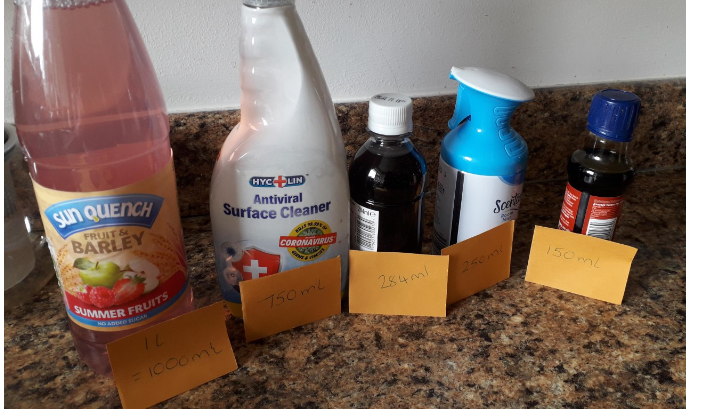 SUN QUENCH
FRUIT &
BARLEY
SUMMER FRUITS
NO ADDED SUGAR
1L
=1000ml
HYCOLIN
Antiviral
Surface Cleaner
CORONAVIRUS
750ml
284ml
250ml
150ml